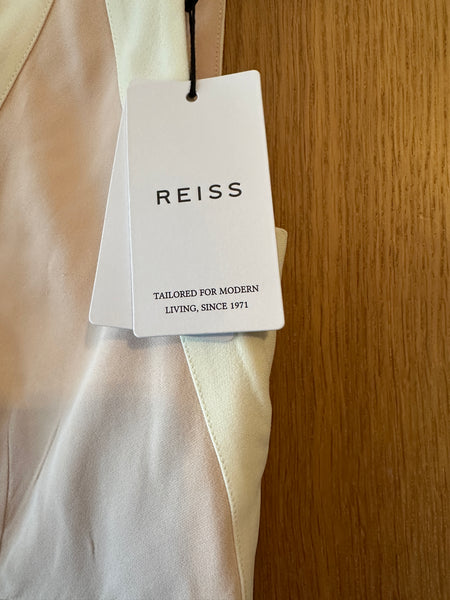 REISS
TAILORED FOR MODERN
LIVING, SINCE 1971